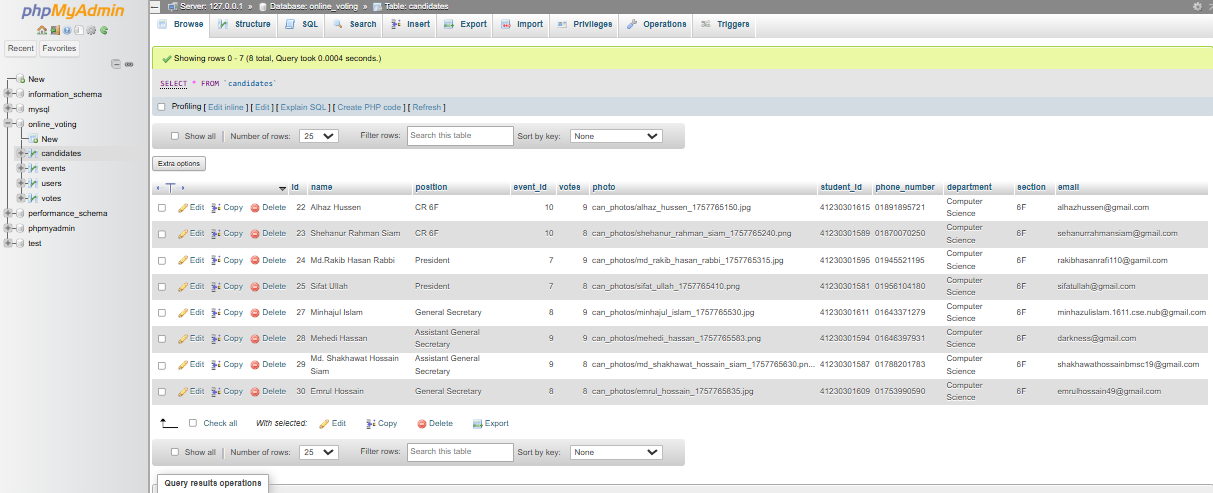 phpMyAdmin
Recent Favorites
New
information_schema
mysql
online_voting
New
candidates
events
users
votes
performance_schema
phpmyadmin
test
Server: 127.0.0.1 » Database: online_voting » Table: candidates
Browse Structure SQL Search Insert Export Import Privileges Operations Triggers
Showing rows 0 - 7 (8 total, Query took 0.0004 seconds.)
SELECT * FROM `candidates`
Profiling [ Edit inline ] [ Edit ] [ Explain SQL ] [ Create PHP code ] [ Refresh ]
Show all | Number of rows: 25 Filter rows: Search this table Sort by key: None
Extra options
id name position event_id votes photo student_id phone_number department section email
Edit Copy Delete 22 Alhaz Hussen CR 6F 10 9 can_photos/alhaz_hussen_1757765150.jpg 41230301615 01891895721 Computer Science 6F alhazhussen@gmail.com
Edit Copy Delete 23 Shehanur Rahman Siam CR 6F 10 8 can_photos/shehanur_rahman_siam_1757765240.png 41230301589 01870070250 Computer Science 6F sehanurrahmansiam@gmail.com
Edit Copy Delete 24 Md.Rakib Hasan Rabbi President 7 9 can_photos/md_rakib_hasan_rabbi_1757765315.jpg 41230301595 01945521195 Computer Science 6F rakibhasanrafi110@gamil.com
Edit Copy Delete 25 Sifat Ullah President 7 8 can_photos/sifat_ullah_1757765410.png 41230301581 01956104180 Computer Science 6F sifatullah@gmail.com
Edit Copy Delete 27 Minhajul Islam General Secretary 8 9 can_photos/minhajul_islam_1757765530.jpg 41230301611 01643371279 Computer Science 6F minhazulislam.1611.cse.nub@gmail.com
Edit Copy Delete 28 Mehedi Hassan Assistant General Secretary 9 9 can_photos/mehedi_hassan_1757765583.png 41230301594 01646397931 Computer Science 6F darkness@gmail.com
Edit Copy Delete 29 Md. Shakhawat Hossain Siam Assistant General Secretary 9 8 can_photos/md_shakhawat_hossain_siam_1757765630.pn... 41230301587 01788201783 Computer Science 6F shakhawathossainbmsc19@gmail.com
Edit Copy Delete 30 Emrul Hossain General Secretary 8 8 can_photos/emrul_hossain_1757765835.jpg 41230301609 01753990590 Computer Science 6F emrulhossain49@gmail.com
Check all With selected: Edit Copy Delete Export
Show all | Number of rows: 25 Filter rows: Search this table Sort by key: None
Query results operations